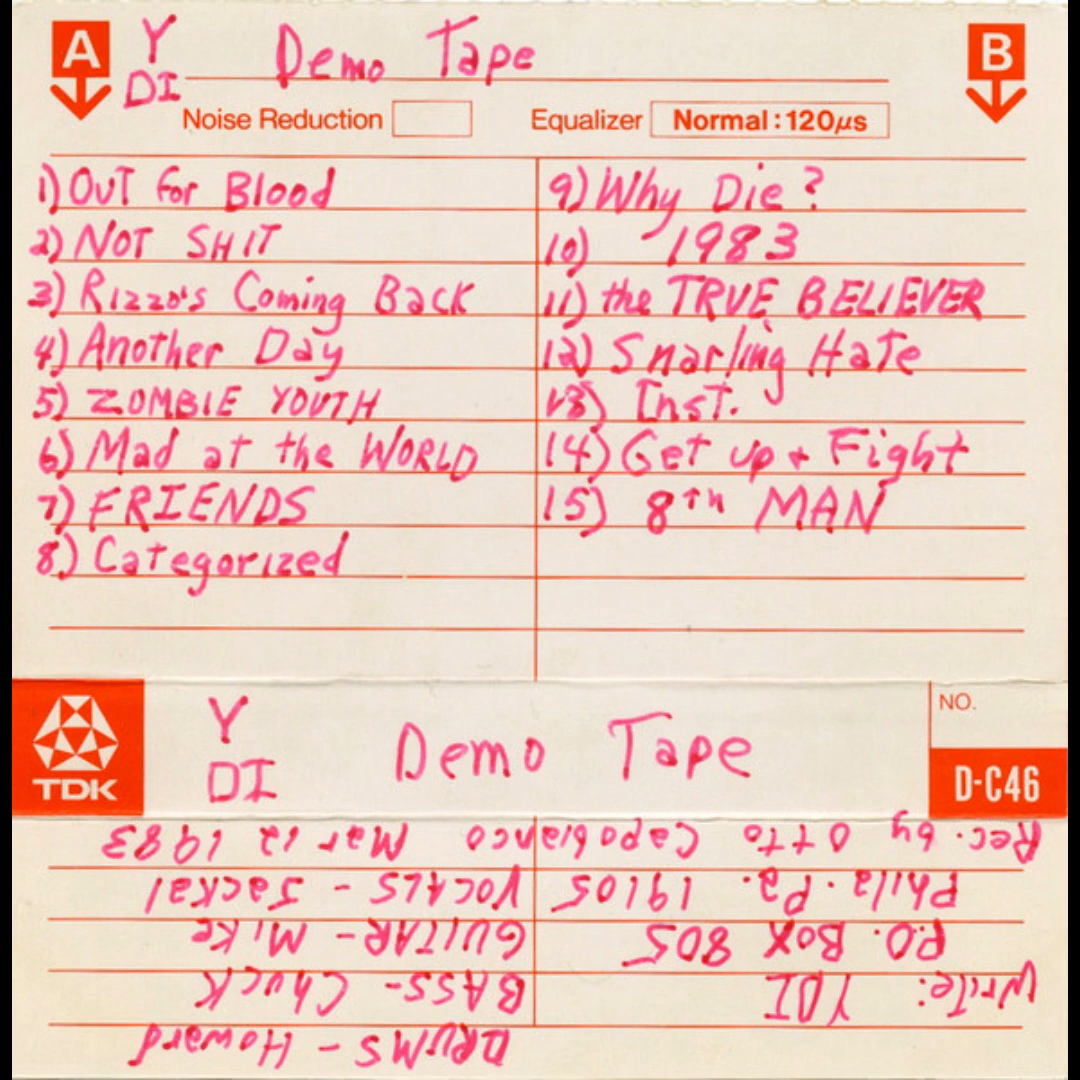 A
Y
DI
Demo Tape
B
Noise Reduction
Equalizer Normal:120µs
1) OUT for Blood
2) NOT SHIT
3) Rizzo's Coming Back
4) Another Day
5) ZOMBIE YOUTH
6) Mad at the WORLD
7) FRIENDS
8) Categorized
9) Why Die?
10) 1983
11) the TRUE BELIEVER
12) Snarling Hate
13) Inst.
14) Get up + Fight
15) 8TH MAN
TDK
Y
DI
Demo Tape
NO.
D-C46
DRUMS - Howard
Write: YDI
BASS - Chuck
P.O. Box 805
GUITAR - Mike
Phila. Pa. 19105
VOCALS - Jackal
Rec. by Otto Capobianco Mar 12 1983